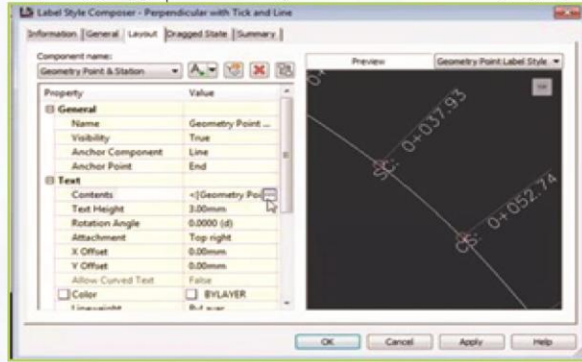 Label Style Composer - Perpendicular with Tick and Line
Information General Layout Dragged State Summary
Component name:
Geometry Point & Station
Preview
Geometry Point Label Style
Property Value
General
Name Geometry Point ...
Visibility True
Anchor Component Line
Anchor Point End
Text
Contents <[Geometry Poi
Text Height 3.00mm
Rotation Angle 0.0000 (d)
Attachment Top right
X Offset 0.00mm
Y Offset 0.00mm
Allow Curved Text False
Color BYLAYER
Lineweight ByLayer
SC: 0+037.93
CS: 0+052.74
OK Cancel Apply Help